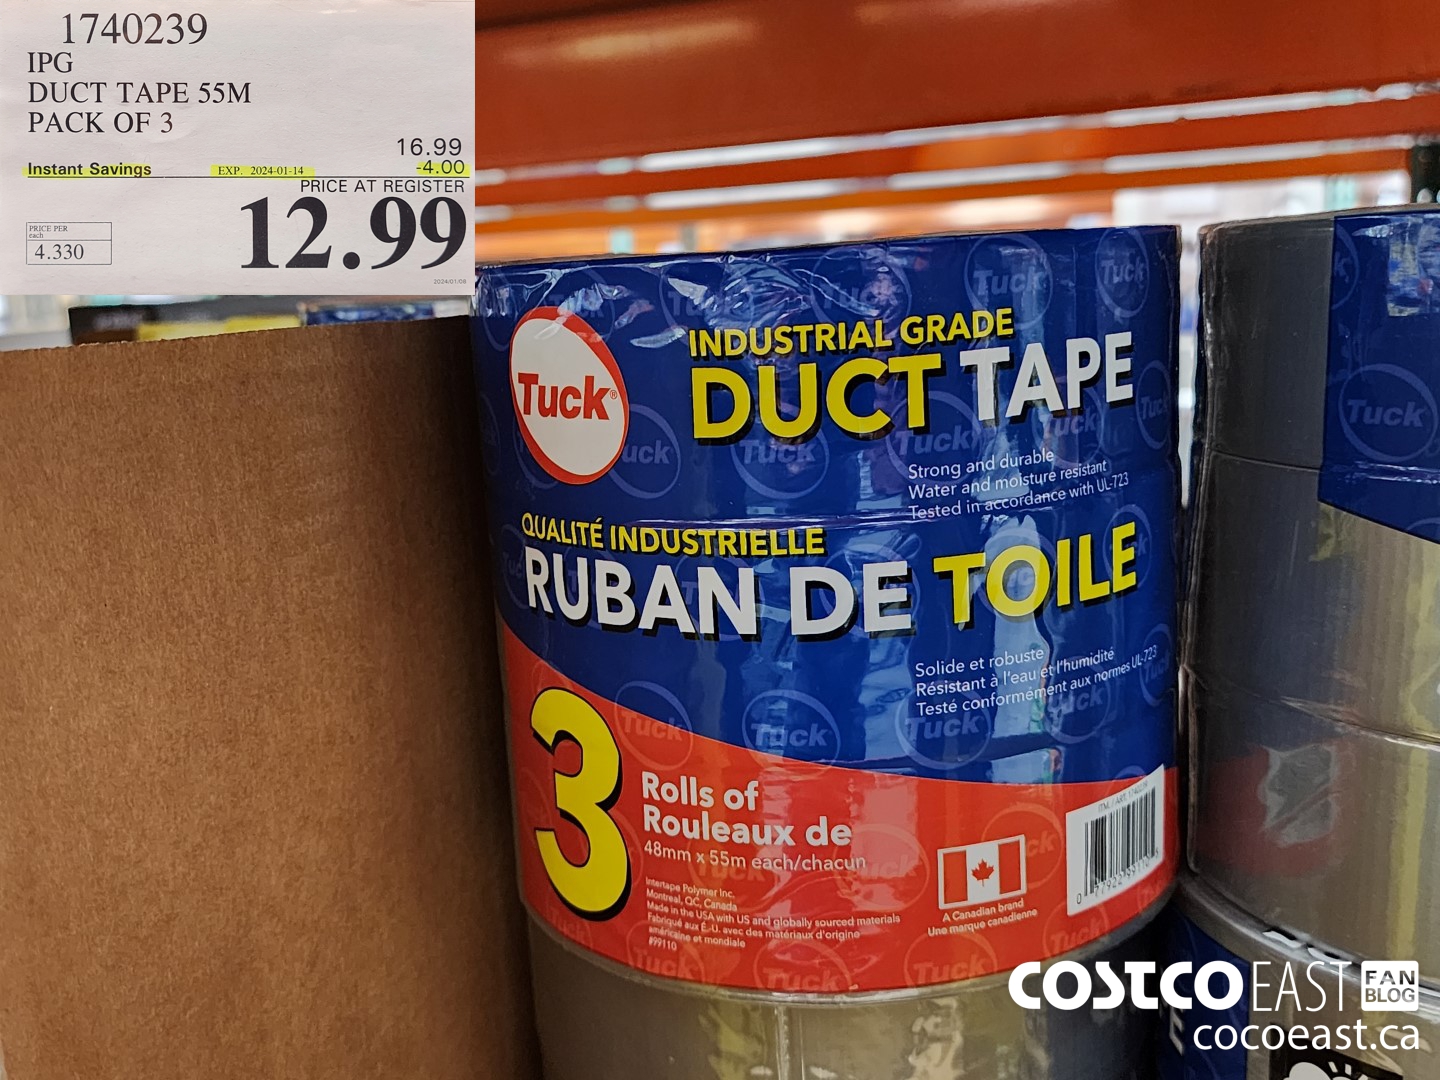 1740239
IPG
DUCT TAPE 55M
PACK OF 3
16.99
Instant Savings EXP. 2024-01-14 -4.00
PRICE AT REGISTER
12.99
PRICE PER
each
4.330
2024/01/08
Tuck®
INDUSTRIAL GRADE
DUCT TAPE
Strong and durable
Water and moisture resistant
Tested in accordance with UL-723
QUALITÉ INDUSTRIELLE
RUBAN DE TOILE
Solide et robuste
Résistant à l'eau et l'humidité
Testé conformément aux normes UL-723
3
Rolls of
Rouleaux de
48mm x 55m each/chacun
Intertape Polymer Inc.
Montreal, QC, Canada
Made in the USA with US and globally sourced materials
Fabriqué aux É.-U. avec des matériaux d'origine
américaine et mondiale
#99110
A Canadian brand
Une marque canadienne
ITM. / ART. 1740239
Tuck
COSTCO EAST FAN BLOG
cocoeast.ca